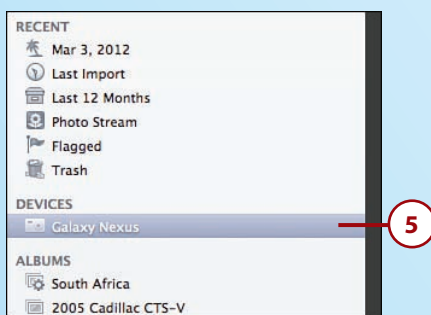 RECENT
Mar 3, 2012
Last Import
Last 12 Months
Photo Stream
Flagged
Trash
DEVICES
Galaxy Nexus
5
ALBUMS
South Africa
2005 Cadillac CTS-V